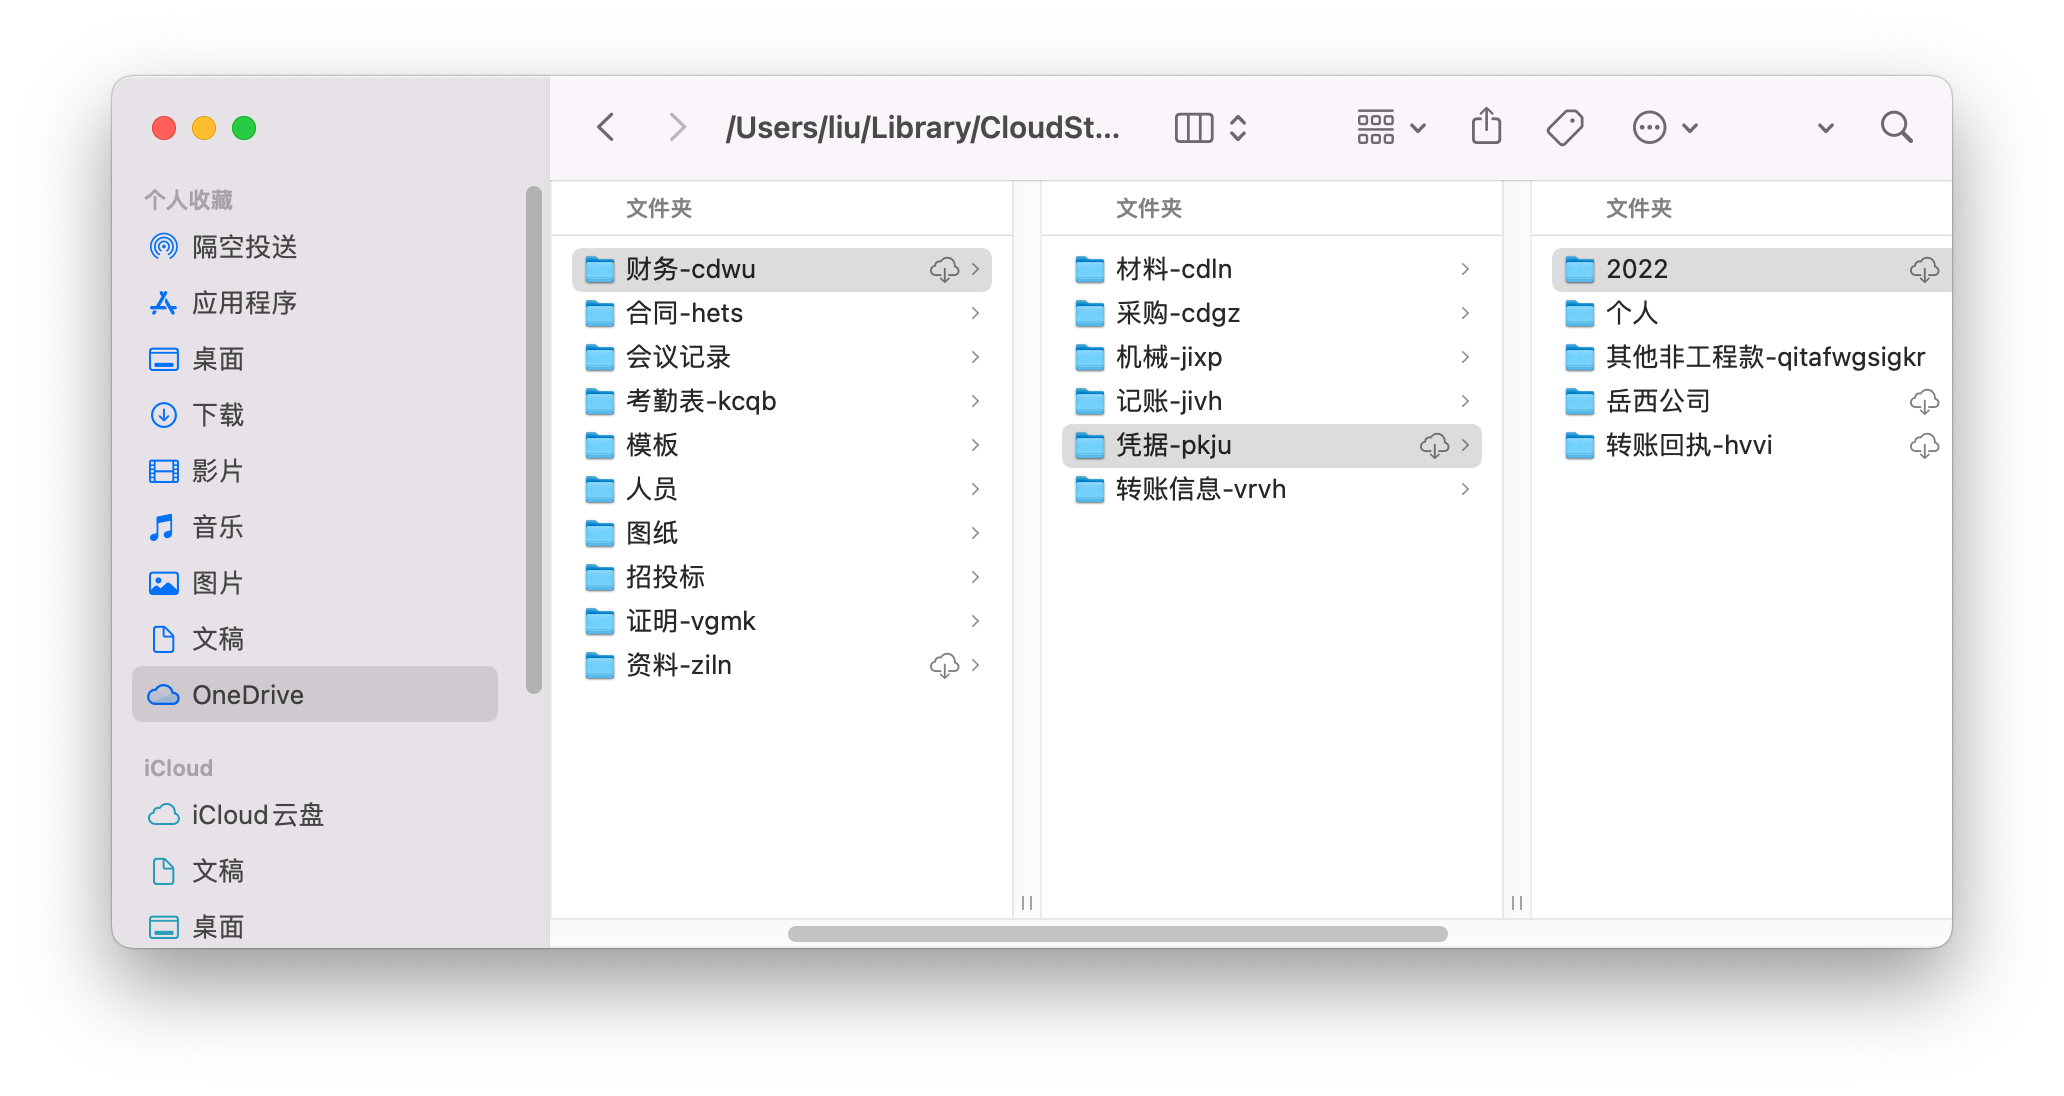 /Users/liu/Library/CloudSt...
个人收藏
隔空投送
应用程序
桌面
下载
影片
音乐
图片
文稿
OneDrive
iCloud
iCloud云盘
文稿
桌面
文件夹
财务-cdwu
合同-hets
会议记录
考勤表-kcqb
模板
人员
图纸
招投标
证明-vgmk
资料-ziln
文件夹
材料-cdln
采购-cdgz
机械-jixp
记账-jivh
凭据-pkju
转账信息-vrvh
文件夹
2022
个人
其他非工程款-qitafwgsigkr
岳西公司
转账回执-hvvi